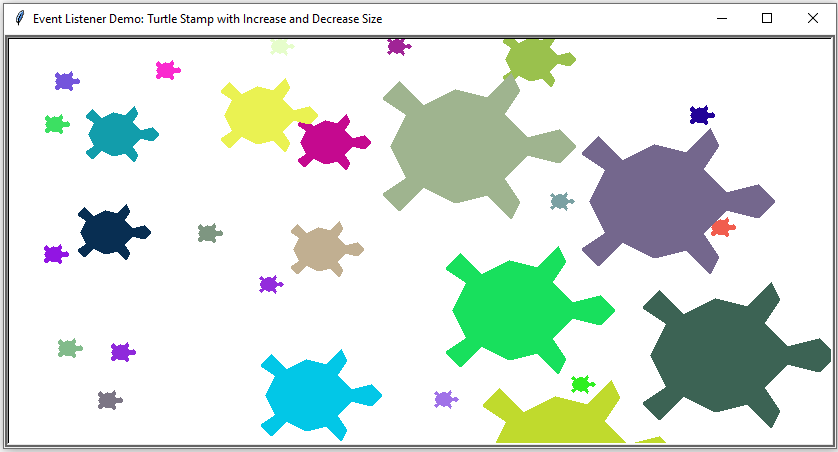 Event Listener Demo: Turtle Stamp with Increase and Decrease Size